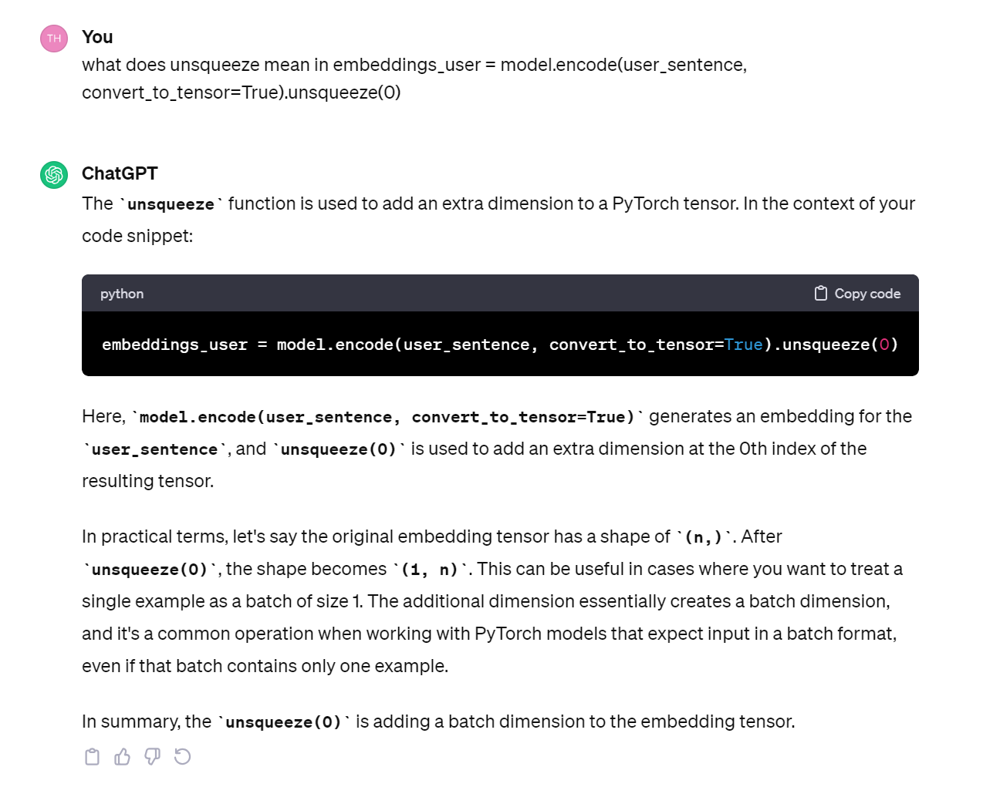 TH
You
what does unsqueeze mean in embeddings_user = model.encode(user_sentence,
convert_to_tensor=True).unsqueeze(0)
ChatGPT
The `unsqueeze` function is used to add an extra dimension to a PyTorch tensor. In the context of your
code snippet:
python
Copy code
embeddings_user = model.encode(user_sentence, convert_to_tensor=True).unsqueeze(0)
Here, `model.encode(user_sentence, convert_to_tensor=True)` generates an embedding for the
`user_sentence`, and `unsqueeze(0)` is used to add an extra dimension at the 0th index of the
resulting tensor.
In practical terms, let's say the original embedding tensor has a shape of `(n,)`. After
`unsqueeze(0)`, the shape becomes `(1, n)`. This can be useful in cases where you want to treat a
single example as a batch of size 1. The additional dimension essentially creates a batch dimension,
and it's a common operation when working with PyTorch models that expect input in a batch format,
even if that batch contains only one example.
In summary, the `unsqueeze(0)` is adding a batch dimension to the embedding tensor.